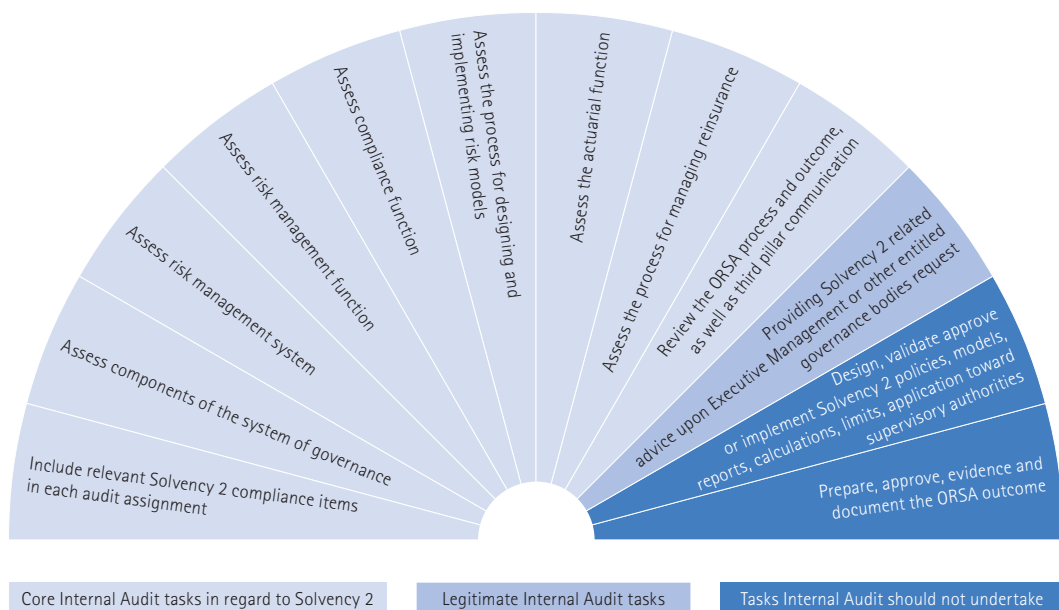 Include relevant Solvency 2 compliance items
in each audit assignment
Assess components of the system of governance
Assess risk management system
Assess risk management function
Assess compliance function
Assess the process for designing and
implementing risk models
Assess the actuarial function
Assess the process for managing reinsurance
Review the ORSA process and outcome,
as well as third pillar communication
Providing Solvency 2 related
advice upon Executive Management or other entitled
governance bodies request
Design, validate approve
or implement Solvency 2 policies, models,
reports, calculations, limits, application toward
supervisory authorities
Prepare, approve, evidence and
document the ORSA outcome
Core Internal Audit tasks in regard to Solvency 2
Legitimate Internal Audit tasks
Tasks Internal Audit should not undertake